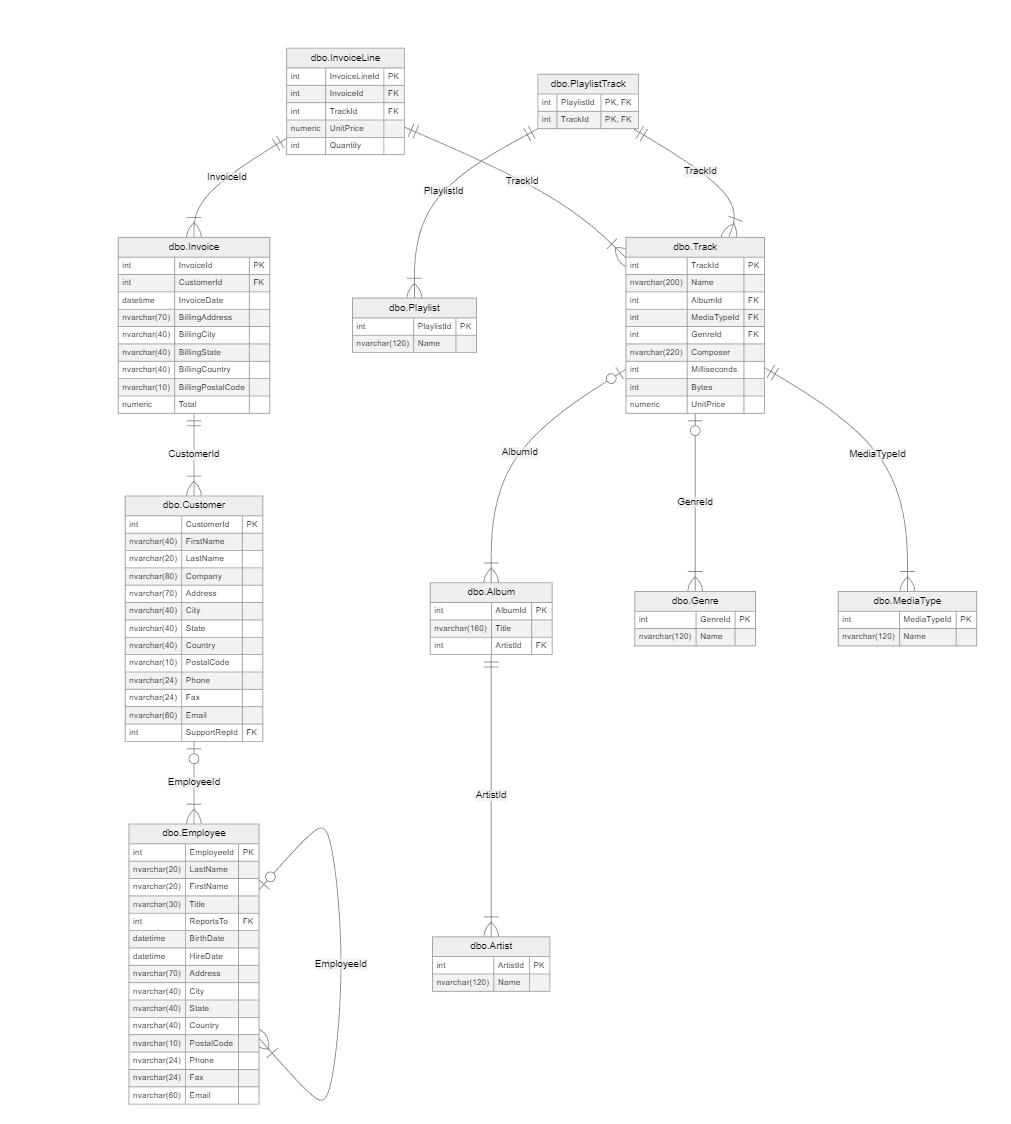 dbo.InvoiceLine
int InvoiceLineId PK
int InvoiceId FK
int TrackId FK
numeric UnitPrice
int Quantity
dbo.PlaylistTrack
int PlaylistId PK, FK
int TrackId PK, FK
InvoiceId
PlaylistId
TrackId
TrackId
dbo.Invoice
int InvoiceId PK
int CustomerId FK
datetime InvoiceDate
nvarchar(70) BillingAddress
nvarchar(40) BillingCity
nvarchar(40) BillingState
nvarchar(40) BillingCountry
nvarchar(10) BillingPostalCode
numeric Total
dbo.Playlist
int PlaylistId PK
nvarchar(120) Name
dbo.Track
int TrackId PK
nvarchar(200) Name
int AlbumId FK
int MediaTypeId FK
int GenreId FK
nvarchar(220) Composer
int Milliseconds
int Bytes
numeric UnitPrice
CustomerId
AlbumId
GenreId
MediaTypeId
dbo.Customer
int CustomerId PK
nvarchar(40) FirstName
nvarchar(20) LastName
nvarchar(80) Company
nvarchar(70) Address
nvarchar(40) City
nvarchar(40) State
nvarchar(40) Country
nvarchar(10) PostalCode
nvarchar(24) Phone
nvarchar(24) Fax
nvarchar(60) Email
int SupportRepId FK
dbo.Album
int AlbumId PK
nvarchar(160) Title
int ArtistId FK
dbo.Genre
int GenreId PK
nvarchar(120) Name
dbo.MediaType
int MediaTypeId PK
nvarchar(120) Name
EmployeeId
ArtistId
dbo.Employee
int EmployeeId PK
nvarchar(20) LastName
nvarchar(20) FirstName
nvarchar(30) Title
int ReportsTo FK
datetime BirthDate
datetime HireDate
nvarchar(70) Address
nvarchar(40) City
nvarchar(40) State
nvarchar(40) Country
nvarchar(10) PostalCode
nvarchar(24) Phone
nvarchar(24) Fax
nvarchar(60) Email
EmployeeId
dbo.Artist
int ArtistId PK
nvarchar(120) Name